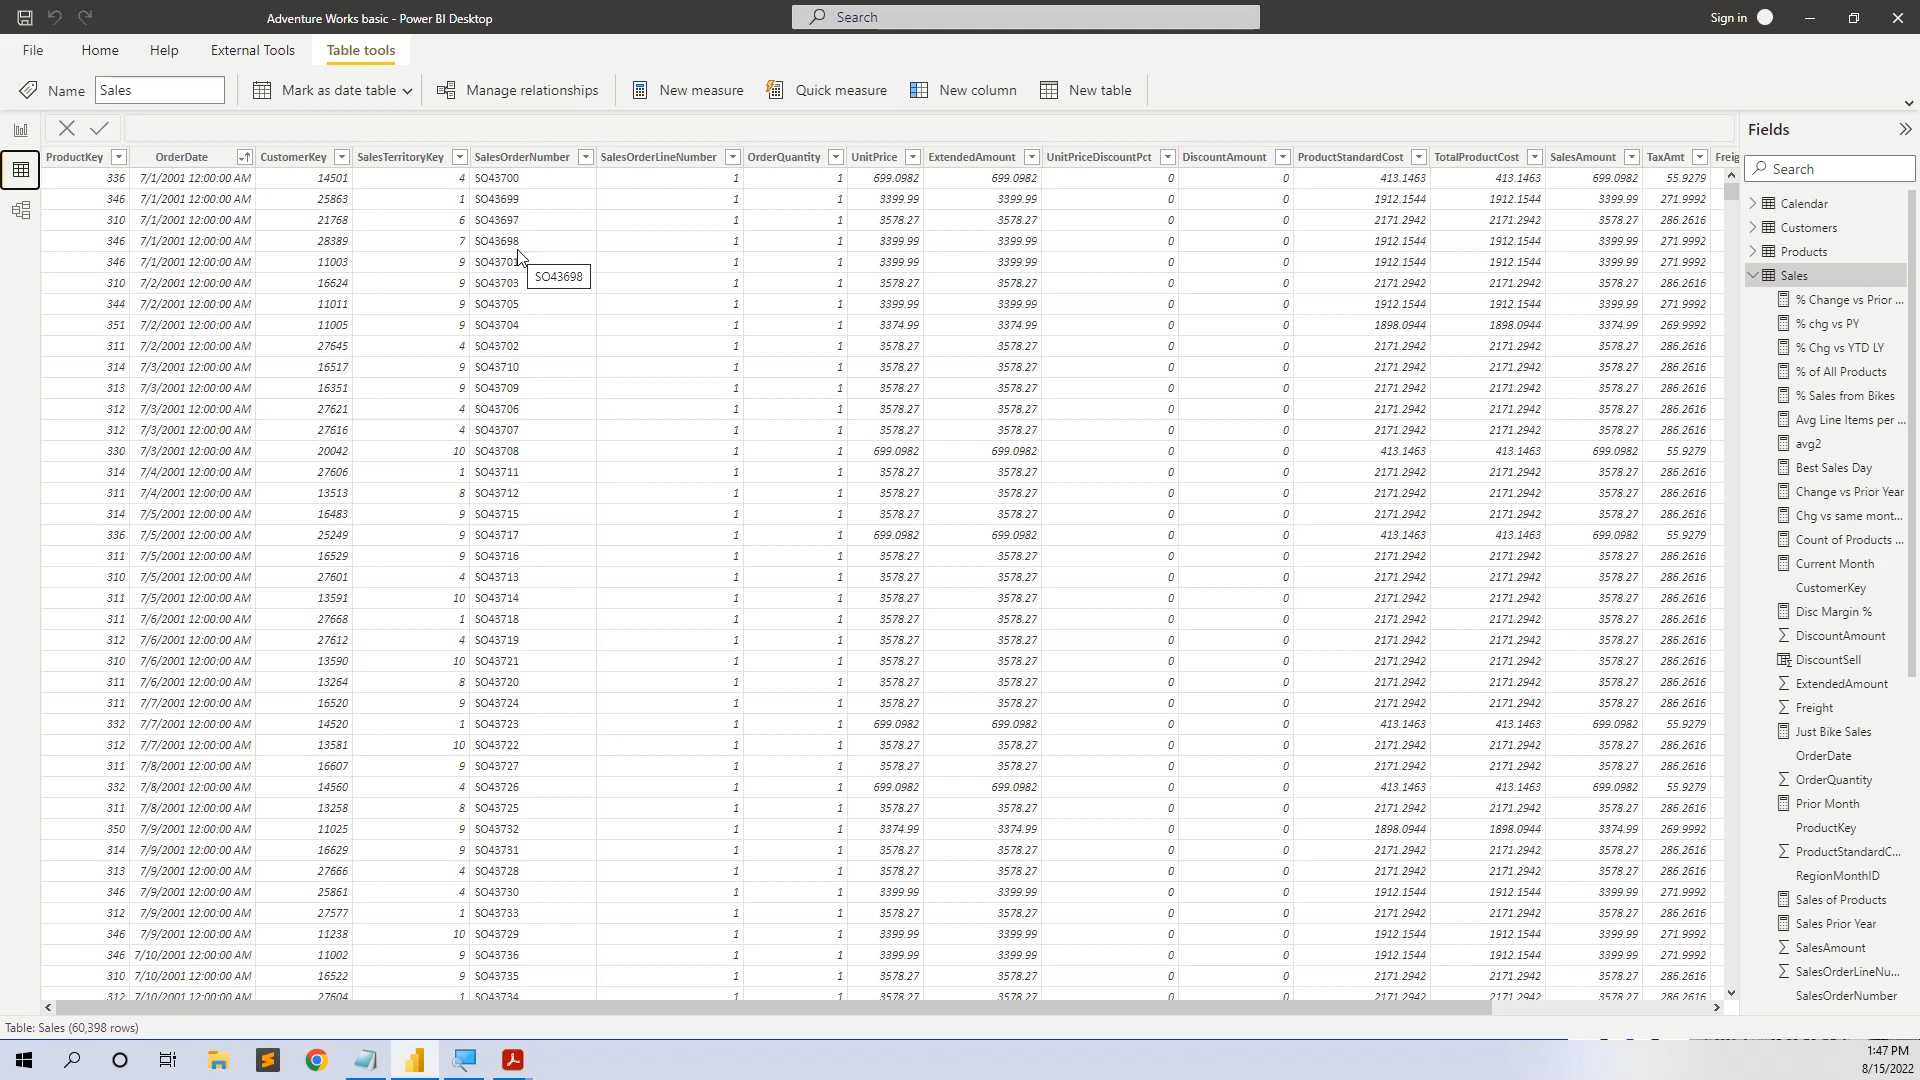 Adventure Works basic - Power BI Desktop
Search
Sign in
File Home Help External Tools Table tools
Name Sales Mark as date table Manage relationships New measure Quick measure New column New table
ProductKey OrderDate CustomerKey SalesTerritoryKey SalesOrderNumber SalesOrderLineNumber OrderQuantity UnitPrice ExtendedAmount UnitPriceDiscountPct DiscountAmount ProductStandardCost TotalProductCost SalesAmount TaxAmt Freig
336 7/1/2001 12:00:00 AM 14501 4 SO43700 1 1 699.0982 699.0982 0 0 413.1463 413.1463 699.0982 55.9279
346 7/1/2001 12:00:00 AM 25863 1 SO43699 1 1 3399.99 3399.99 0 0 1912.1544 1912.1544 3399.99 271.9992
310 7/1/2001 12:00:00 AM 21768 6 SO43697 1 1 3578.27 3578.27 0 0 2171.2942 2171.2942 3578.27 286.2616
346 7/1/2001 12:00:00 AM 28389 7 SO43698 1 1 3399.99 3399.99 0 0 1912.1544 1912.1544 3399.99 271.9992
346 7/1/2001 12:00:00 AM 11003 9 SO43701 1 1 3399.99 3399.99 0 0 1912.1544 1912.1544 3399.99 271.9992
SO43698
310 7/2/2001 12:00:00 AM 16624 9 SO43703 1 1 3578.27 3578.27 0 0 2171.2942 2171.2942 3578.27 286.2616
344 7/2/2001 12:00:00 AM 11011 9 SO43705 1 1 3399.99 3399.99 0 0 1912.1544 1912.1544 3399.99 271.9992
351 7/2/2001 12:00:00 AM 11005 9 SO43704 1 1 3374.99 3374.99 0 0 1898.0944 1898.0944 3374.99 269.9992
311 7/2/2001 12:00:00 AM 27645 4 SO43702 1 1 3578.27 3578.27 0 0 2171.2942 2171.2942 3578.27 286.2616
314 7/3/2001 12:00:00 AM 16517 9 SO43710 1 1 3578.27 3578.27 0 0 2171.2942 2171.2942 3578.27 286.2616
313 7/3/2001 12:00:00 AM 16351 9 SO43709 1 1 3578.27 3578.27 0 0 2171.2942 2171.2942 3578.27 286.2616
312 7/3/2001 12:00:00 AM 27621 4 SO43706 1 1 3578.27 3578.27 0 0 2171.2942 2171.2942 3578.27 286.2616
312 7/3/2001 12:00:00 AM 27616 4 SO43707 1 1 3578.27 3578.27 0 0 2171.2942 2171.2942 3578.27 286.2616
330 7/3/2001 12:00:00 AM 20042 10 SO43708 1 1 699.0982 699.0982 0 0 413.1463 413.1463 699.0982 55.9279
314 7/4/2001 12:00:00 AM 27606 1 SO43711 1 1 3578.27 3578.27 0 0 2171.2942 2171.2942 3578.27 286.2616
311 7/4/2001 12:00:00 AM 13513 8 SO43712 1 1 3578.27 3578.27 0 0 2171.2942 2171.2942 3578.27 286.2616
314 7/5/2001 12:00:00 AM 16483 9 SO43715 1 1 3578.27 3578.27 0 0 2171.2942 2171.2942 3578.27 286.2616
336 7/5/2001 12:00:00 AM 25249 9 SO43717 1 1 699.0982 699.0982 0 0 413.1463 413.1463 699.0982 55.9279
311 7/5/2001 12:00:00 AM 16529 9 SO43716 1 1 3578.27 3578.27 0 0 2171.2942 2171.2942 3578.27 286.2616
310 7/5/2001 12:00:00 AM 27601 4 SO43713 1 1 3578.27 3578.27 0 0 2171.2942 2171.2942 3578.27 286.2616
311 7/5/2001 12:00:00 AM 13591 10 SO43714 1 1 3578.27 3578.27 0 0 2171.2942 2171.2942 3578.27 286.2616
311 7/6/2001 12:00:00 AM 27668 1 SO43718 1 1 3578.27 3578.27 0 0 2171.2942 2171.2942 3578.27 286.2616
312 7/6/2001 12:00:00 AM 27612 4 SO43719 1 1 3578.27 3578.27 0 0 2171.2942 2171.2942 3578.27 286.2616
310 7/6/2001 12:00:00 AM 13590 10 SO43721 1 1 3578.27 3578.27 0 0 2171.2942 2171.2942 3578.27 286.2616
311 7/6/2001 12:00:00 AM 13264 8 SO43720 1 1 3578.27 3578.27 0 0 2171.2942 2171.2942 3578.27 286.2616
311 7/7/2001 12:00:00 AM 16520 9 SO43724 1 1 3578.27 3578.27 0 0 2171.2942 2171.2942 3578.27 286.2616
332 7/7/2001 12:00:00 AM 14520 1 SO43723 1 1 699.0982 699.0982 0 0 413.1463 413.1463 699.0982 55.9279
312 7/7/2001 12:00:00 AM 13581 10 SO43722 1 1 3578.27 3578.27 0 0 2171.2942 2171.2942 3578.27 286.2616
311 7/8/2001 12:00:00 AM 16607 9 SO43727 1 1 3578.27 3578.27 0 0 2171.2942 2171.2942 3578.27 286.2616
332 7/8/2001 12:00:00 AM 14560 4 SO43726 1 1 699.0982 699.0982 0 0 413.1463 413.1463 699.0982 55.9279
311 7/8/2001 12:00:00 AM 13258 8 SO43725 1 1 3578.27 3578.27 0 0 2171.2942 2171.2942 3578.27 286.2616
350 7/9/2001 12:00:00 AM 11025 9 SO43732 1 1 3374.99 3374.99 0 0 1898.0944 1898.0944 3374.99 269.9992
314 7/9/2001 12:00:00 AM 16629 9 SO43731 1 1 3578.27 3578.27 0 0 2171.2942 2171.2942 3578.27 286.2616
313 7/9/2001 12:00:00 AM 27666 4 SO43728 1 1 3578.27 3578.27 0 0 2171.2942 2171.2942 3578.27 286.2616
346 7/9/2001 12:00:00 AM 25861 4 SO43730 1 1 3399.99 3399.99 0 0 1912.1544 1912.1544 3399.99 271.9992
312 7/9/2001 12:00:00 AM 27577 1 SO43733 1 1 3578.27 3578.27 0 0 2171.2942 2171.2942 3578.27 286.2616
346 7/9/2001 12:00:00 AM 11238 10 SO43729 1 1 3399.99 3399.99 0 0 1912.1544 1912.1544 3399.99 271.9992
346 7/10/2001 12:00:00 AM 11002 9 SO43736 1 1 3399.99 3399.99 0 0 1912.1544 1912.1544 3399.99 271.9992
310 7/10/2001 12:00:00 AM 16522 9 SO43735 1 1 3578.27 3578.27 0 0 2171.2942 2171.2942 3578.27 286.2616
312 7/10/2001 12:00:00 AM 27604 1 SO43734 1 1 3578.27 3578.27 0 0 2171.2942 2171.2942 3578.27 286.2616
Fields
Search
Calendar
Customers
Products
Sales
% Change vs Prior ...
% chg vs PY
% Chg vs YTD LY
% of All Products
% Sales from Bikes
Avg Line Items per ...
avg2
Best Sales Day
Change vs Prior Year
Chg vs same mont...
Count of Products ...
Current Month
CustomerKey
Disc Margin %
DiscountAmount
DiscountSell
ExtendedAmount
Freight
Just Bike Sales
OrderDate
OrderQuantity
Prior Month
ProductKey
ProductStandardC...
RegionMonthID
Sales of Products
Sales Prior Year
SalesAmount
SalesOrderLineNu...
SalesOrderNumber
Table: Sales (60,398 rows)
1:47 PM
8/15/2022